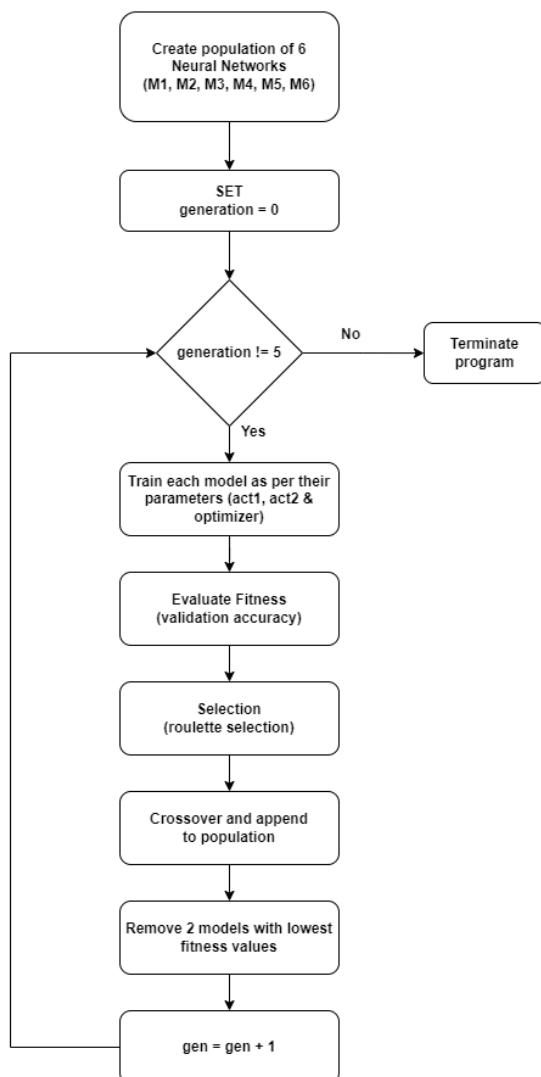 Create population of 6
Neural Networks
(M1, M2, M3, M4, M5, M6)
SET
generation = 0
generation != 5
No
Terminate
program
Yes
Train each model as per their
parameters (act1, act2 &
optimizer)
Evaluate Fitness
(validation accuracy)
Selection
(roulette selection)
Crossover and append
to population
Remove 2 models with lowest
fitness values
gen = gen + 1